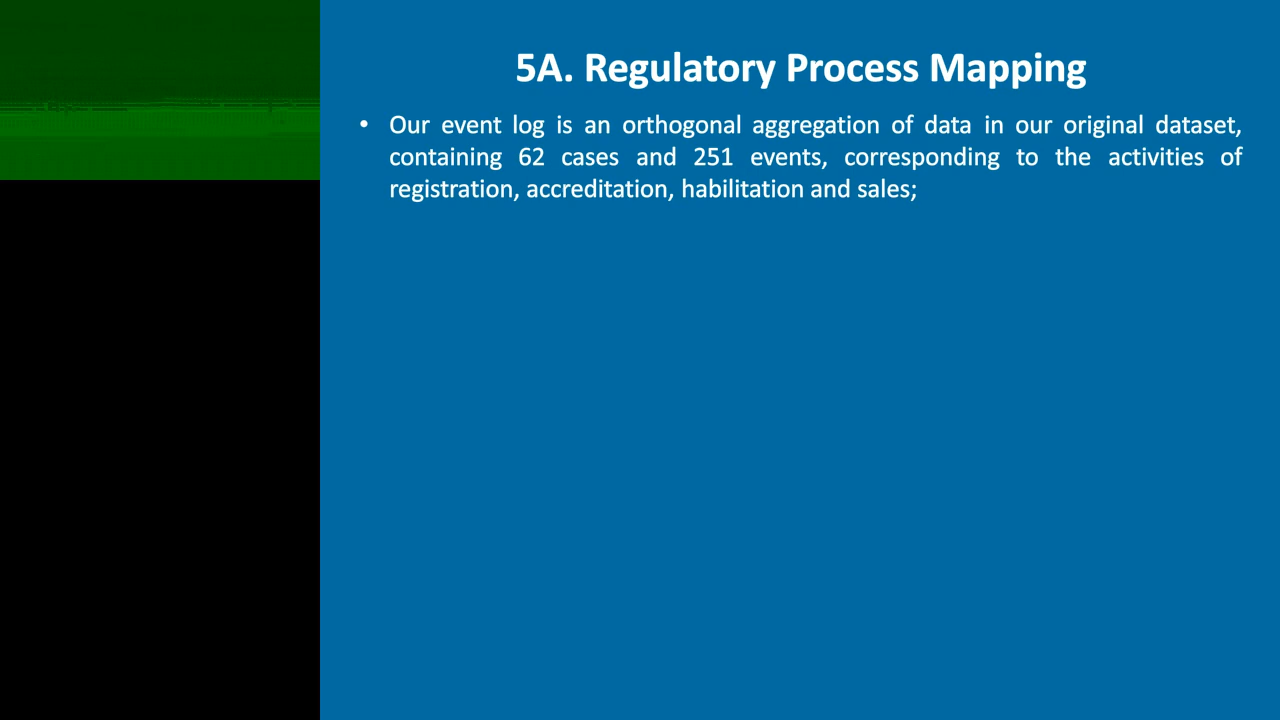 5A. Regulatory Process Mapping
• Our event log is an orthogonal aggregation of data in our original dataset,
containing 62 cases and 251 events, corresponding to the activities of
registration, accreditation, habilitation and sales;